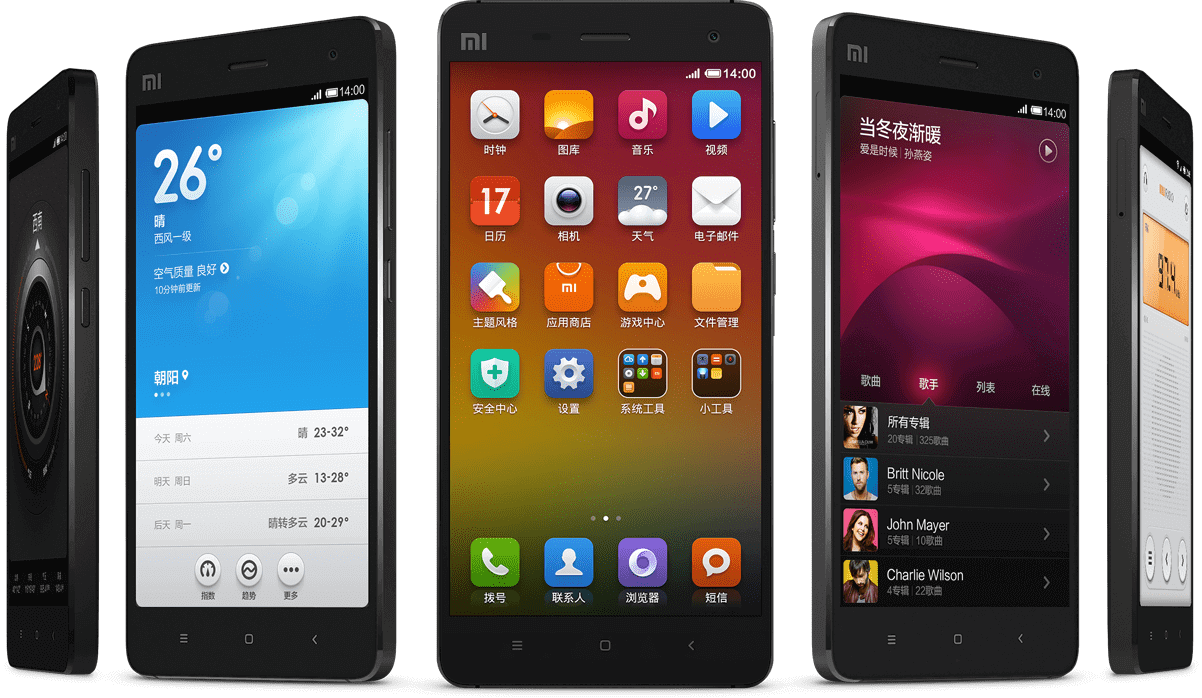 西南
MI
14:00
26°
晴
西风一级
空气质量 良好
10分钟前更新
朝阳
今天 周六 晴 23-32°
明天 周日 多云 13-28°
后天 周一 晴转多云 20-29°
指数 趋势 更多
MI
14:00
时钟 图库 音乐 视频
17 27°
日历 相机 天气 电子邮件
MI
主题风格 应用商店 游戏中心 文件管理
安全中心 设置 系统工具 小工具
拨号 联系人 浏览器 短信
MI
14:00
当冬夜渐暖
爱是时候 | 孙燕姿
歌曲 歌手 列表 在线
所有专辑
20专辑 | 325歌曲
Britt Nicole
5专辑 | 32歌曲
John Mayer
5专辑 | 10歌曲
Charlie Wilson
4专辑 | 22歌曲
97.4